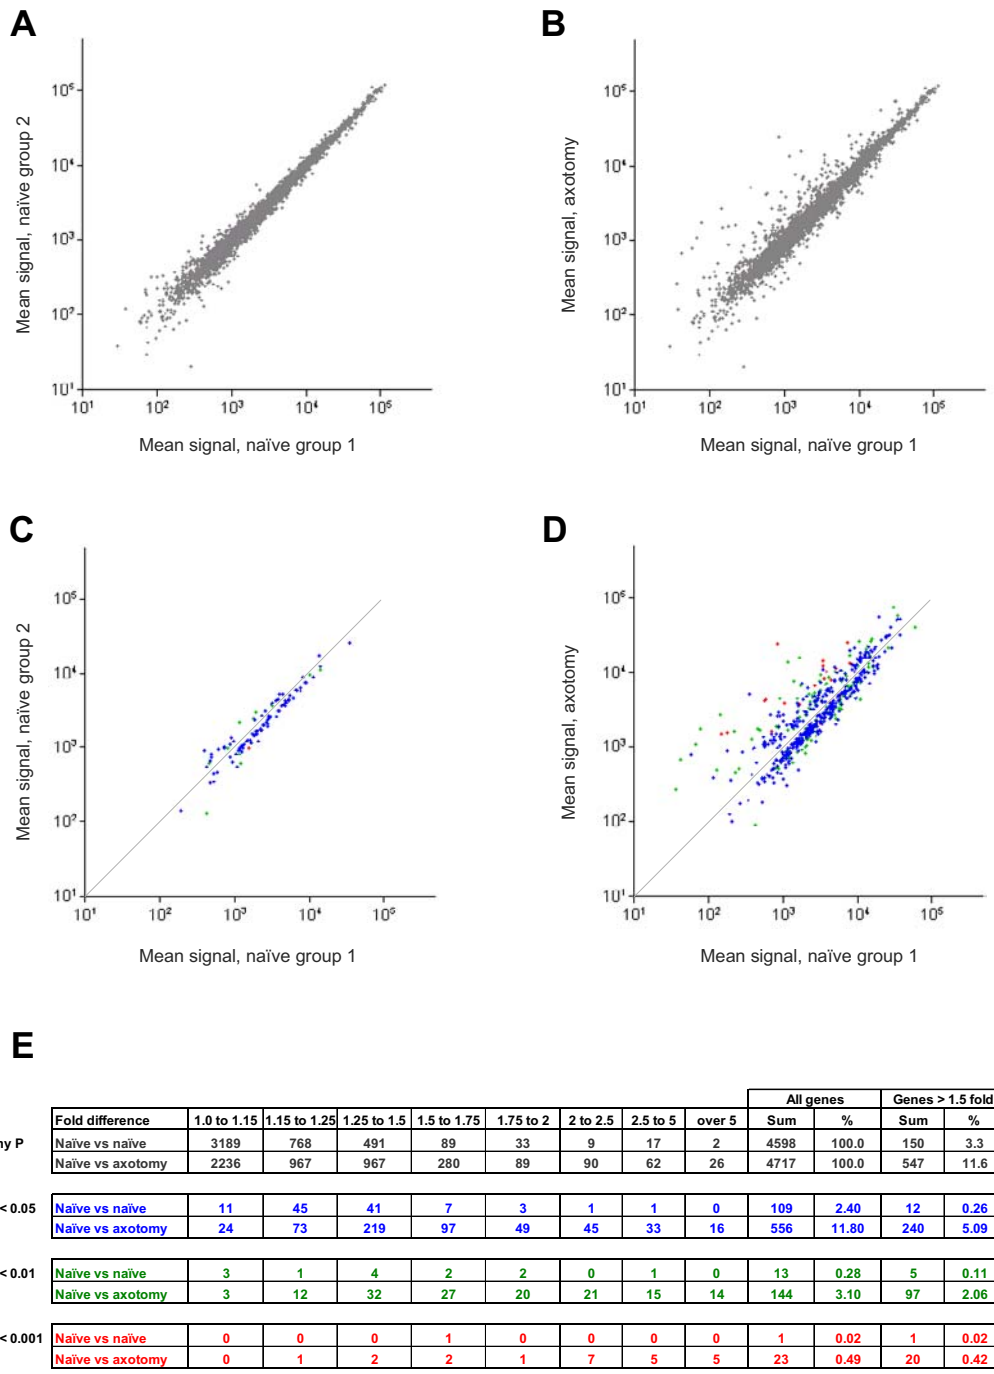 A
B
Mean signal, naïve group 2
10⁵
10⁴
10³
10²
10¹
10¹ 10² 10³ 10⁴ 10⁵
Mean signal, naïve group 1
Mean signal, axotomy
10⁵
10⁴
10³
10²
10¹
10¹ 10² 10³ 10⁴ 10⁵
Mean signal, naïve group 1
C
D
Mean signal, naïve group 2
10⁵
10⁴
10³
10²
10¹
10¹ 10² 10³ 10⁴ 10⁵
Mean signal, naïve group 1
Mean signal, axotomy
10⁵
10⁴
10³
10²
10¹
10¹ 10² 10³ 10⁴ 10⁵
Mean signal, naïve group 1
E
All genes Genes > 1.5 fold
Fold difference 1.0 to 1.15 1.15 to 1.25 1.25 to 1.5 1.5 to 1.75 1.75 to 2 2 to 2.5 2.5 to 5 over 5 Sum % Sum %
ny P Naïve vs naïve 3189 768 491 89 33 9 17 2 4598 100.0 150 3.3
Naïve vs axotomy 2236 967 967 280 89 90 62 26 4717 100.0 547 11.6
< 0.05 Naïve vs naïve 11 45 41 7 3 1 1 0 109 2.40 12 0.26
Naïve vs axotomy 24 73 219 97 49 45 33 16 556 11.80 240 5.09
< 0.01 Naïve vs naïve 3 1 4 2 2 0 1 0 13 0.28 5 0.11
Naïve vs axotomy 3 12 32 27 20 21 15 14 144 3.10 97 2.06
< 0.001 Naïve vs naïve 0 0 0 1 0 0 0 0 1 0.02 1 0.02
Naïve vs axotomy 0 1 2 2 1 7 5 5 23 0.49 20 0.42